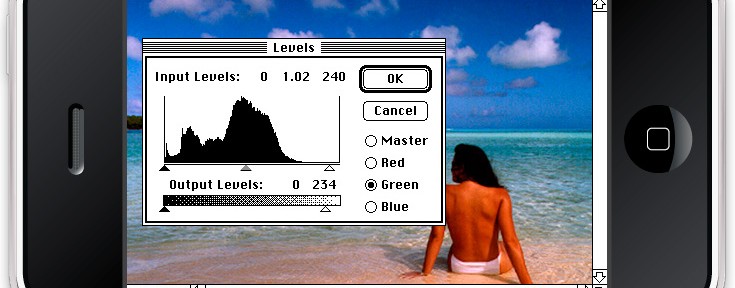 Levels
Input Levels: 0 1.02 240
OK
Cancel
Master
Red
Green
Blue
Output Levels: 0 234